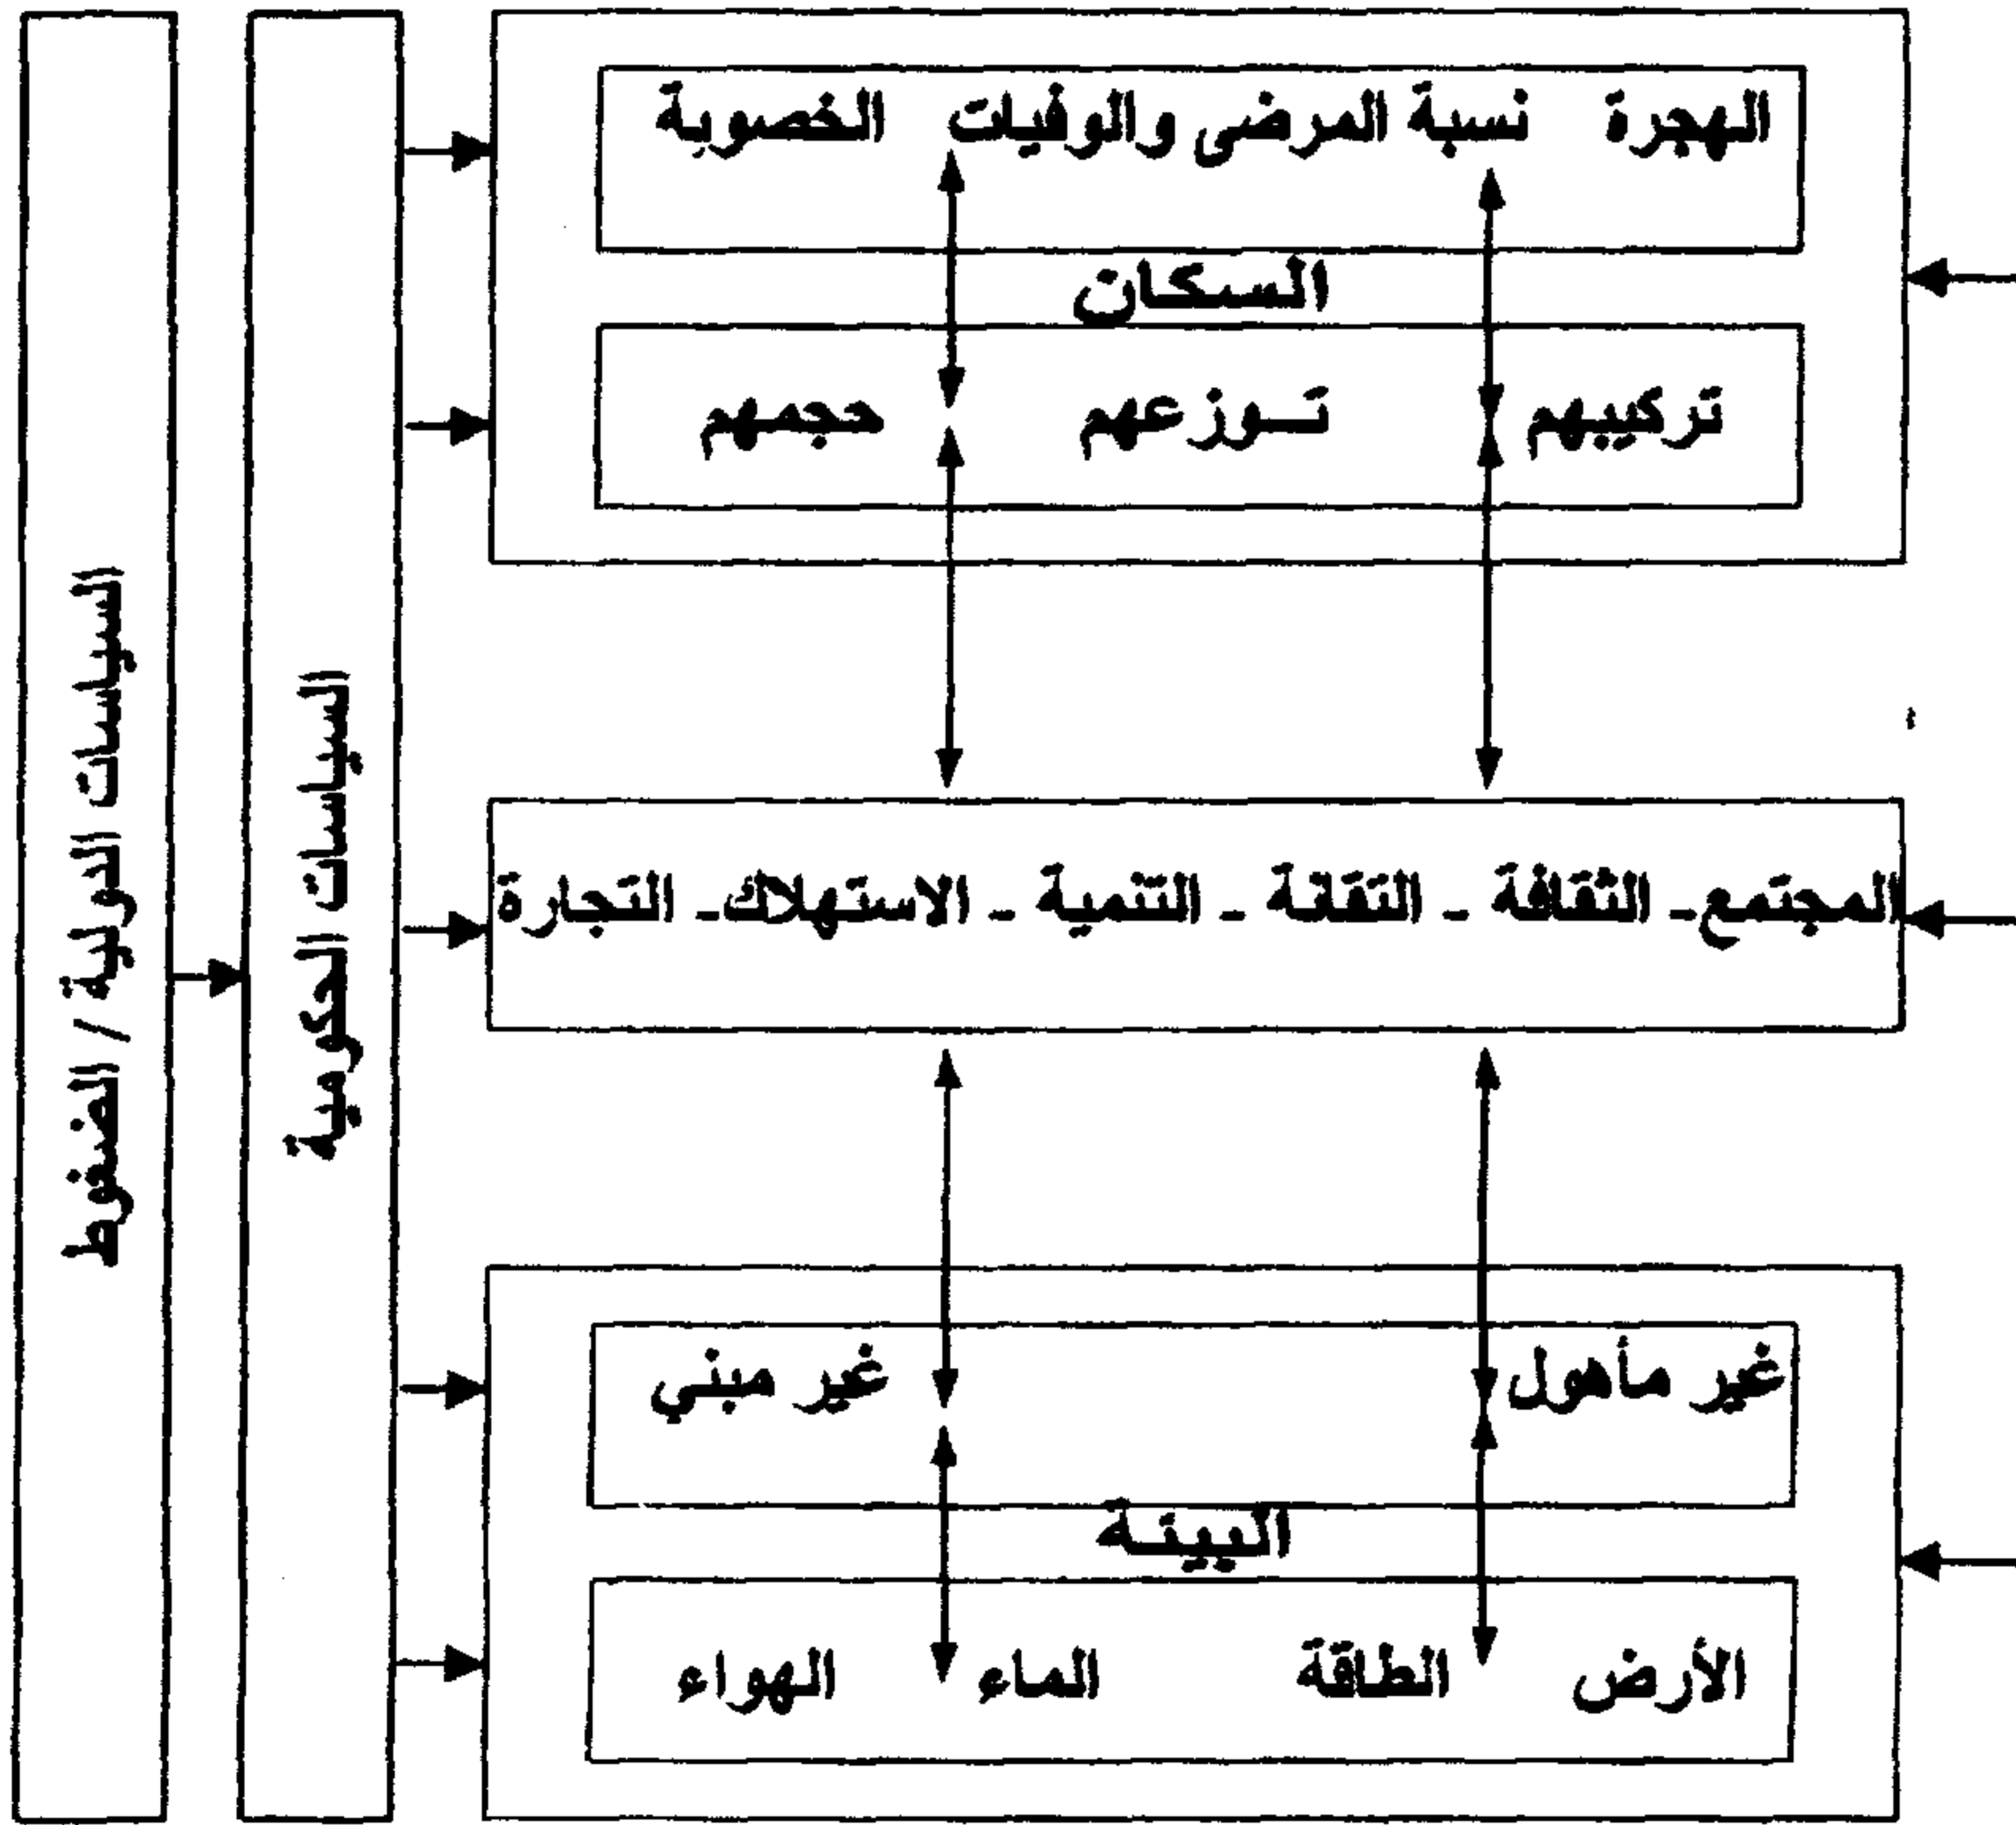 الهجرة نسبة المرضى والوفيات الخصوبة
السكان
تركيبهم تـوزعهم حجمهم
المجتمع- الثقافة - التقانة - التنمية - الاستهلاك- التجارة
غير مأهول غير مبني
البيئة
الأرض الطاقة الماء الهواء
السياسات الحكومية
السياسات الدولية / الضغوط